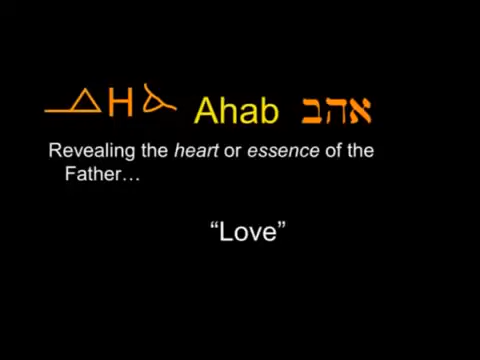 Ahab אהב
Revealing the heart or essence of the
Father…
“Love”